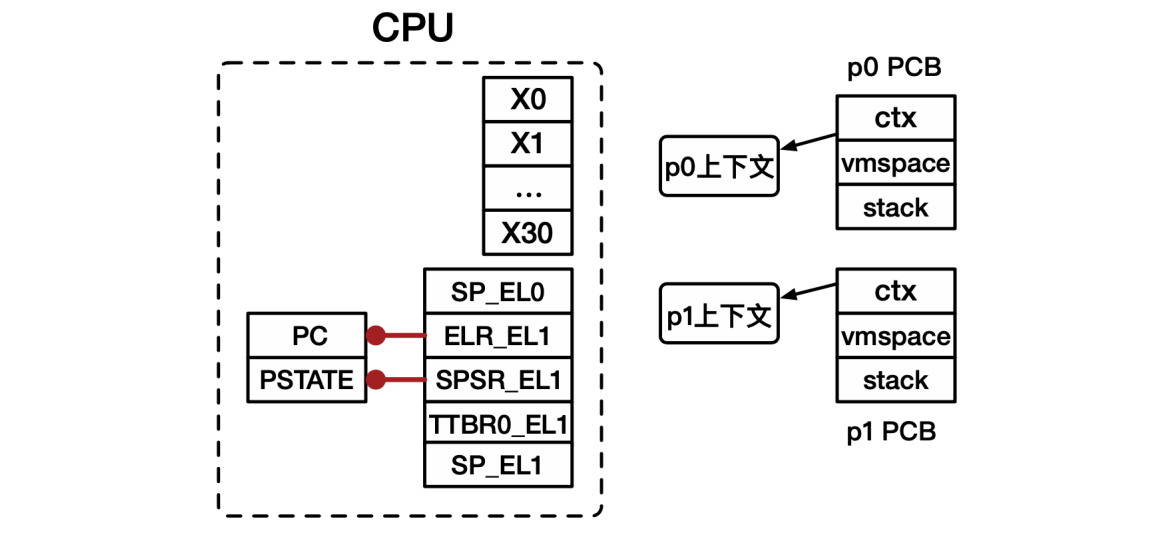 CPU
X0
X1
...
X30
SP_EL0
PC
ELR_EL1
PSTATE
SPSR_EL1
TTBR0_EL1
SP_EL1
p0 PCB
ctx
p0上下文
vmspace
stack
ctx
p1上下文
vmspace
stack
p1 PCB